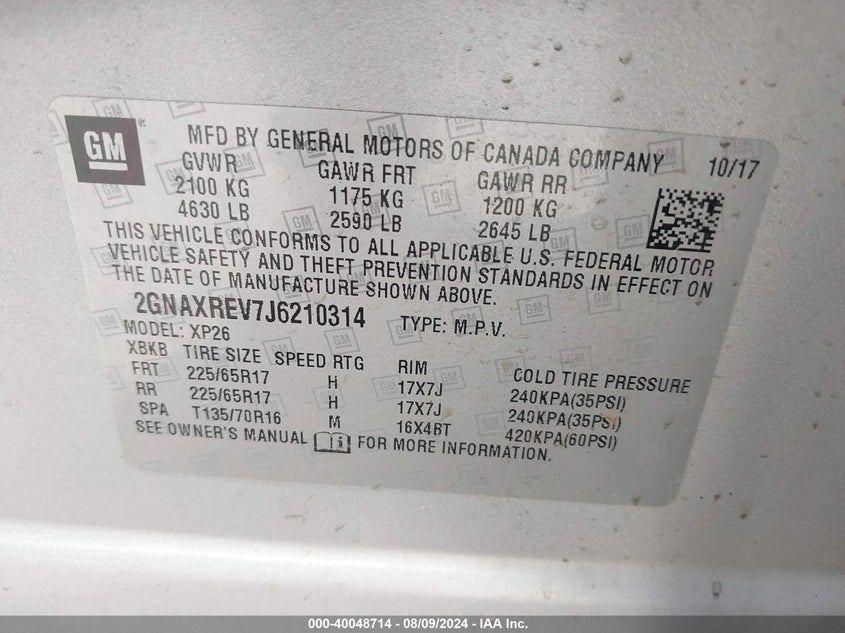 GM®
MFD BY GENERAL MOTORS OF CANADA COMPANY 10/17
GVWR GAWR FRT GAWR RR
2100 KG 1175 KG 1200 KG
4630 LB 2590 LB 2645 LB
THIS VEHICLE CONFORMS TO ALL APPLICABLE U.S. FEDERAL MOTOR
VEHICLE SAFETY AND THEFT PREVENTION STANDARDS IN EFFECT ON
THE DATE OF MANUFACTURE SHOWN ABOVE.
2GNAXREV7J6210314 TYPE: M.P.V.
MODEL: XP26
XBKB TIRE SIZE SPEED RTG RIM COLD TIRE PRESSURE
FRT 225/65R17 H 17X7J 240KPA(35PSI)
RR 225/65R17 H 17X7J 240KPA(35PSI)
SPA T135/70R16 M 16X4BT 420KPA(60PSI)
SEE OWNER'S MANUAL FOR MORE INFORMATION.
000-40048714 - 08/09/2024 - IAA Inc.